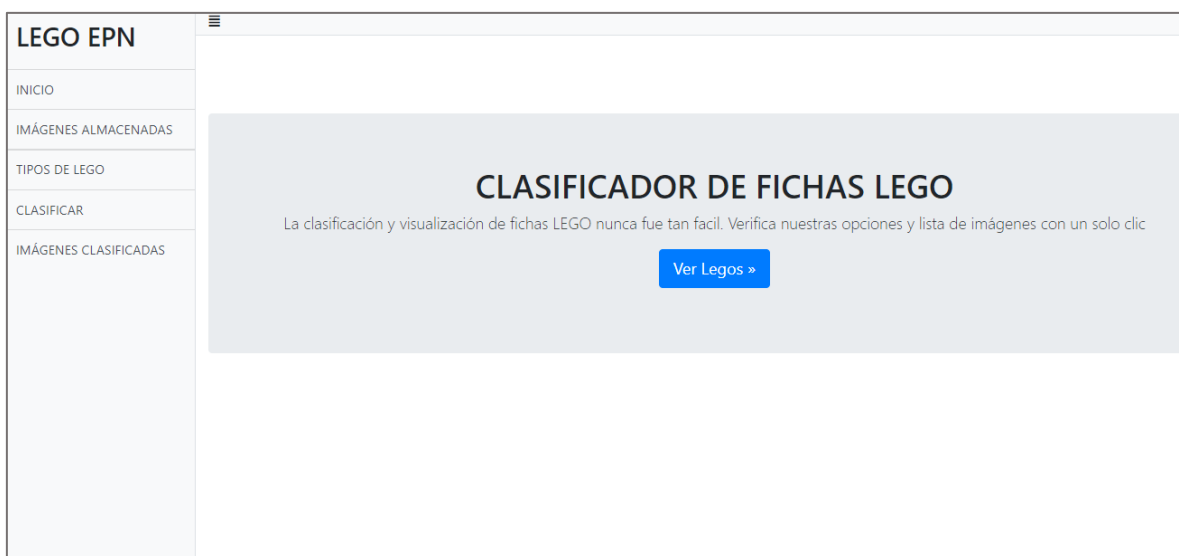 LEGO EPN
INICIO
IMÁGENES ALMACENADAS
TIPOS DE LEGO
CLASIFICAR
IMÁGENES CLASIFICADAS
CLASIFICADOR DE FICHAS LEGO
La clasificación y visualización de fichas LEGO nunca fue tan facil. Verifica nuestras opciones y lista de imágenes con un solo clic
Ver Legos »